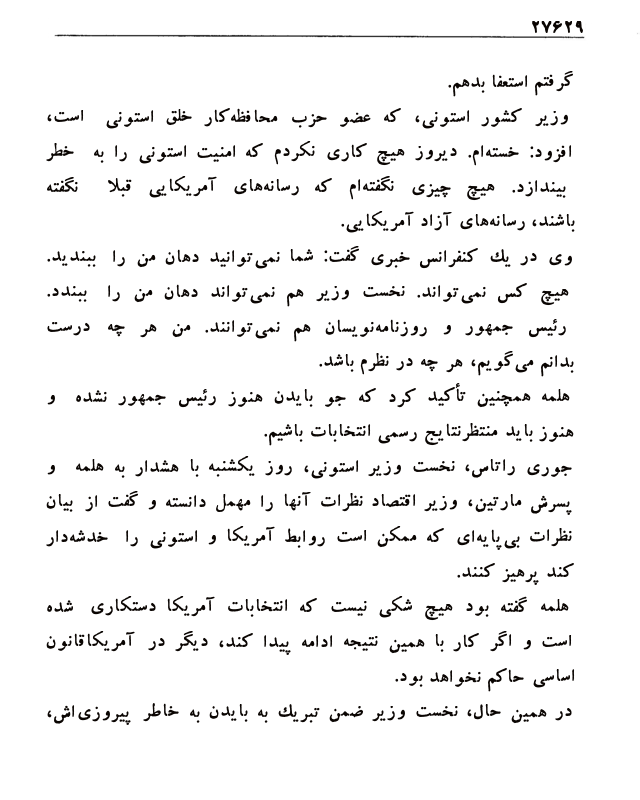 ۲۷۶۲۹
گرفتم استعفا بدهم.
وزیر کشور استونی، که عضو حزب محافظه‌کار خلق استونی است،
افزود: خسته‌ام. دیروز هیچ کاری نکردم که امنیت استونی را به خطر
بیندازد. هیچ چیزی نگفته‌ام که رسانه‌های آمریکایی قبلا نگفته
باشند، رسانه‌های آزاد آمریکایی.
وی در یك کنفرانس خبری گفت: شما نمی‌توانید دهان من را ببندید.
هیچ کس نمی‌تواند. نخست وزیر هم نمی‌تواند دهان من را ببندد.
رئیس جمهور و روزنامه‌نویسان هم نمی‌توانند. من هر چه درست
بدانم می‌گویم، هر چه در نظرم باشد.
هلمه همچنین تأکید کرد که جو بایدن هنوز رئیس جمهور نشده و
هنوز باید منتظرنتایج رسمی انتخابات باشیم.
جوری راتاس، نخست وزیر استونی، روز یکشنبه با هشدار به هلمه و
پسرش مارتین، وزیر اقتصاد نظرات آنها را مهمل دانسته و گفت از بیان
نظرات بی‌پایه‌ای که ممکن است روابط آمریکا و استونی را خدشه‌دار
کند پرهیز کنند.
هلمه گفته بود هیچ شکی نیست که انتخابات آمریکا دستکاری شده
است و اگر کار با همین نتیجه ادامه پیدا کند، دیگر در آمریکاقانون
اساسی حاکم نخواهد بود.
در همین حال، نخست وزیر ضمن تبریك به بایدن به خاطر پیروزی‌اش،